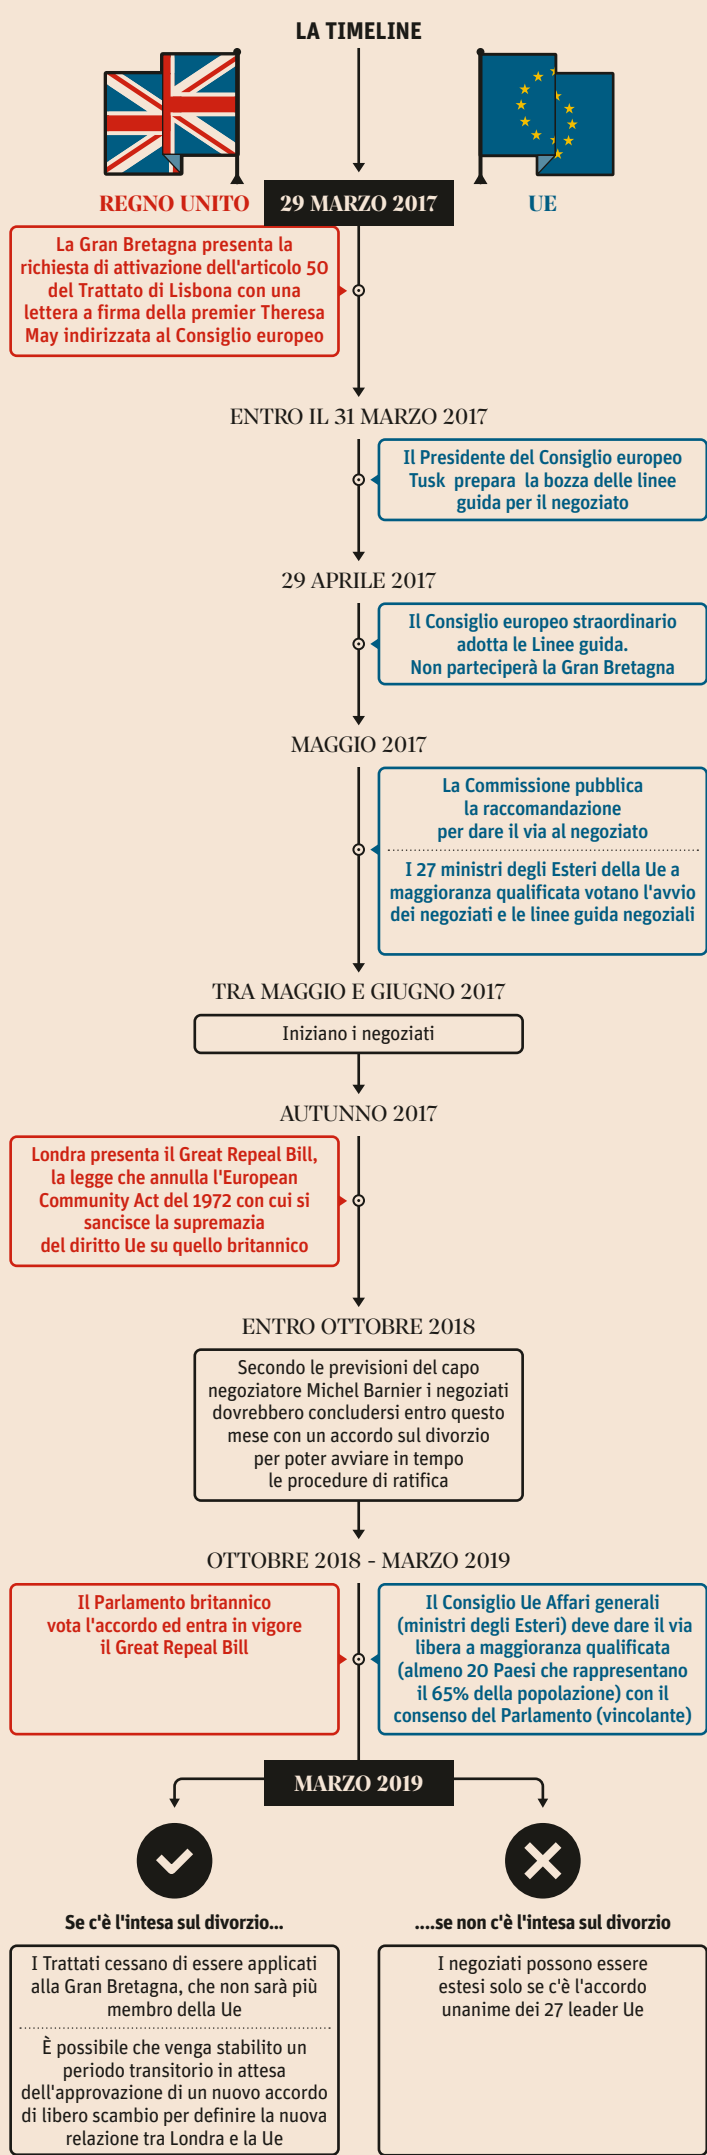 LA TIMELINE
REGNO UNITO
29 MARZO 2017
UE
La Gran Bretagna presenta la
richiesta di attivazione dell'articolo 50
del Trattato di Lisbona con una
lettera a firma della premier Theresa
May indirizzata al Consiglio europeo
ENTRO IL 31 MARZO 2017
Il Presidente del Consiglio europeo
Tusk prepara la bozza delle linee
guida per il negoziato
29 APRILE 2017
Il Consiglio europeo straordinario
adotta le Linee guida.
Non parteciperà la Gran Bretagna
MAGGIO 2017
La Commissione pubblica
la raccomandazione
per dare il via al negoziato
I 27 ministri degli Esteri della Ue a
maggioranza qualificata votano l'avvio
dei negoziati e le linee guida negoziali
TRA MAGGIO E GIUGNO 2017
Iniziano i negoziati
AUTUNNO 2017
Londra presenta il Great Repeal Bill,
la legge che annulla l'European
Community Act del 1972 con cui si
sancisce la supremazia
del diritto Ue su quello britannico
ENTRO OTTOBRE 2018
Secondo le previsioni del capo
negoziatore Michel Barnier i negoziati
dovrebbero concludersi entro questo
mese con un accordo sul divorzio
per poter avviare in tempo
le procedure di ratifica
OTTOBRE 2018 - MARZO 2019
Il Parlamento britannico
vota l'accordo ed entra in vigore
il Great Repeal Bill
Il Consiglio Ue Affari generali
(ministri degli Esteri) deve dare il via
libera a maggioranza qualificata
(almeno 20 Paesi che rappresentano
il 65% della popolazione) con il
consenso del Parlamento (vincolante)
MARZO 2019
Se c'è l'intesa sul divorzio...
I Trattati cessano di essere applicati
alla Gran Bretagna, che non sarà più
membro della Ue
È possibile che venga stabilito un
periodo transitorio in attesa
dell'approvazione di un nuovo accordo
di libero scambio per definire la nuova
relazione tra Londra e la Ue
....se non c'è l'intesa sul divorzio
I negoziati possono essere
estesi solo se c'è l'accordo
unanime dei 27 leader Ue